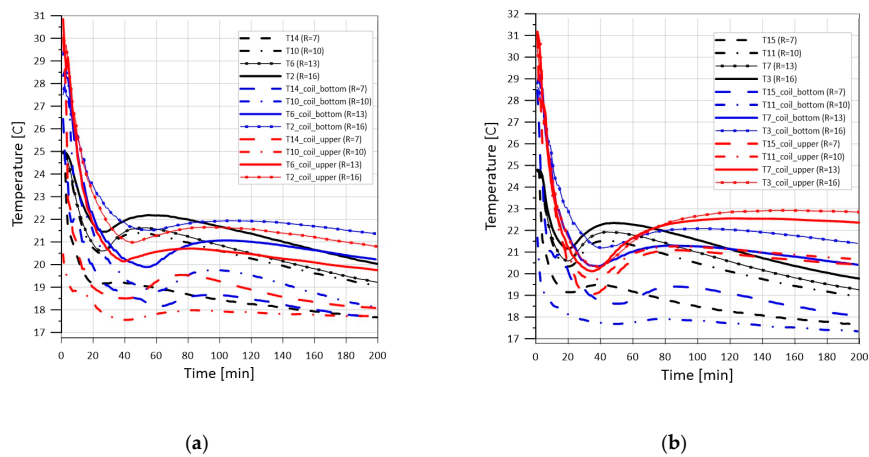 31
30
29
28
27
26
25
24
23
22
21
20
19
18
17
Temperature [C]
0 20 40 60 80 100 120 140 160 180 200
Time [min]
T14 (R=7)
T10 (R=10)
T6 (R=13)
T2 (R=16)
T14_coil_bottom (R=7)
T10_coil_bottom (R=10)
T6_coil_bottom (R=13)
T2_coil_bottom (R=16)
T14_coil_upper (R=7)
T10_coil_upper (R=10)
T6_coil_upper (R=13)
T2_coil_upper (R=16)
(a)
32
31
30
29
28
27
26
25
24
23
22
21
20
19
18
17
Temperature [C]
0 20 40 60 80 100 120 140 160 180 200
Time [min]
T15 (R=7)
T11 (R=10)
T7 (R=13)
T3 (R=16)
T15_coil_bottom (R=7)
T11_coil_bottom (R=10)
T7_coil_bottom (R=13)
T3_coil_bottom (R=16)
T15_coil_upper (R=7)
T11_coil_upper (R=10)
T7_coil_upper (R=13)
T3_coil_upper (R=16)
(b)